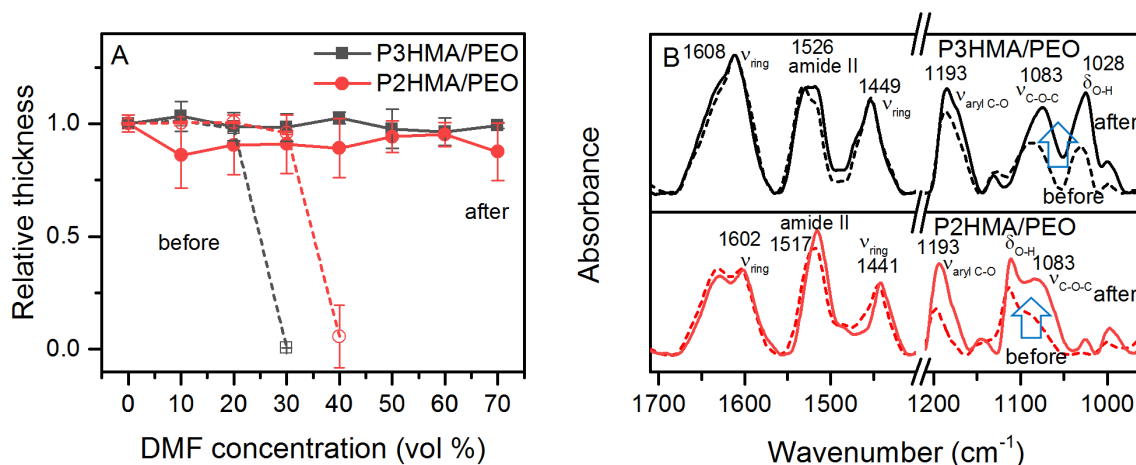 A
P3HMA/PEO
P2HMA/PEO
Relative thickness
1.0
0.5
0.0
before
after
0 10 20 30 40 50 60 70
DMF concentration (vol %)
B
P3HMA/PEO
1608
νring
1526
amide II
1449
νring
1193
νaryl C-O
1083
νC-O-C
1028
δO-H
after
before
P2HMA/PEO
1602
νring
amide II
1517
νring
1441
1193
νaryl C-O
δO-H
1083
νC-O-C
after
before
Absorbance
1700 1600 1500 1200 1100 1000
Wavenumber (cm⁻¹)